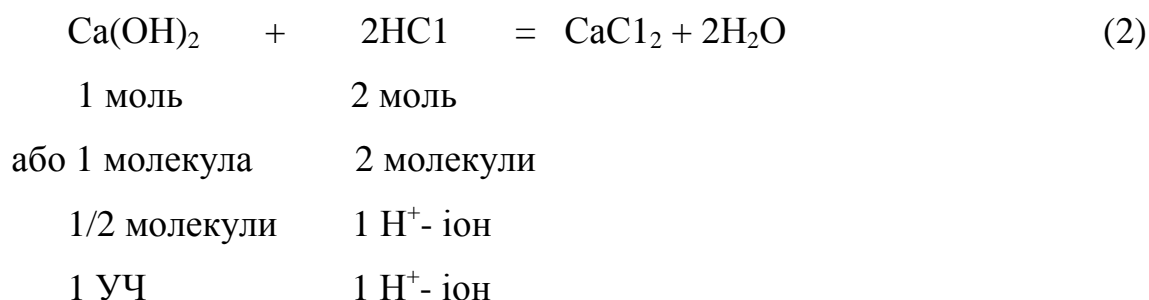 Ca(OH)₂ + 2HC1 = CaC1₂ + 2H₂O (2)
1 моль 2 моль
або 1 молекула 2 молекули
1/2 молекули 1 H⁺- іон
1 УЧ 1 H⁺- іон